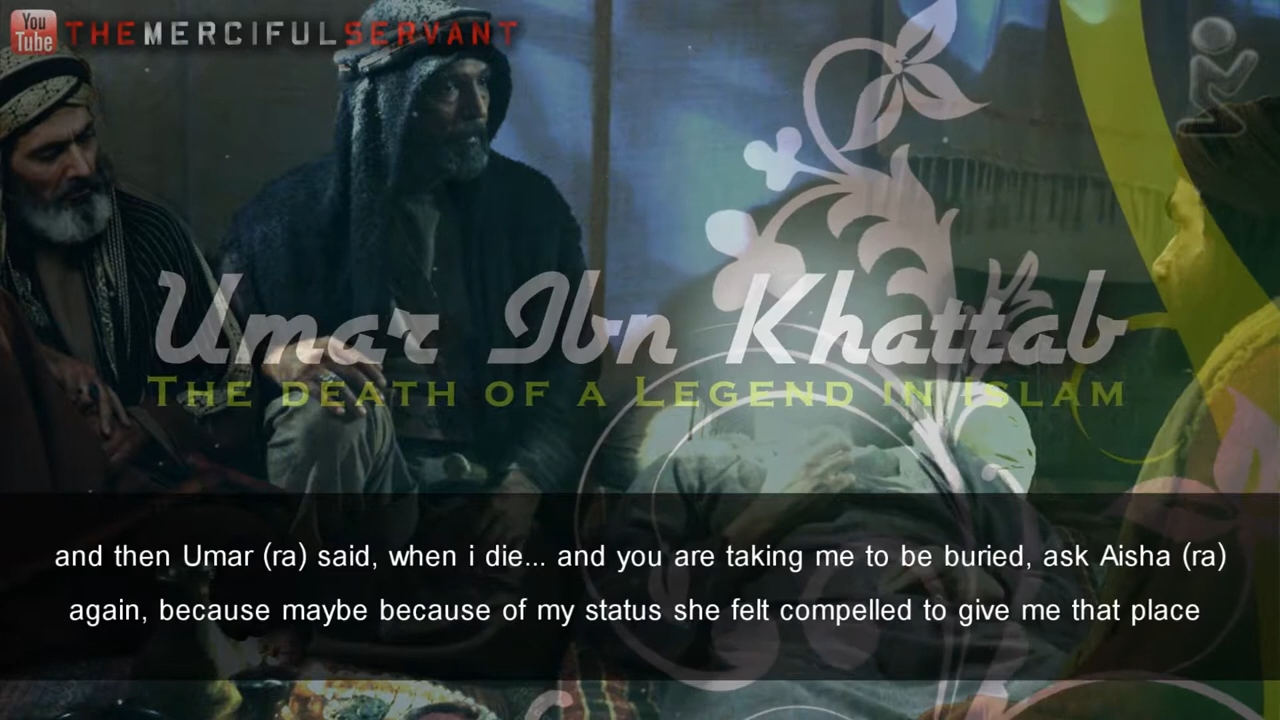 You
Tube
THEMERCIFULSERVANT
Umar Ibn Khattab
THE DEATH OF A LEGEND IN ISLAM
and then Umar (ra) said, when i die... and you are taking me to be buried, ask Aisha (ra)
again, because maybe because of my status she felt compelled to give me that place